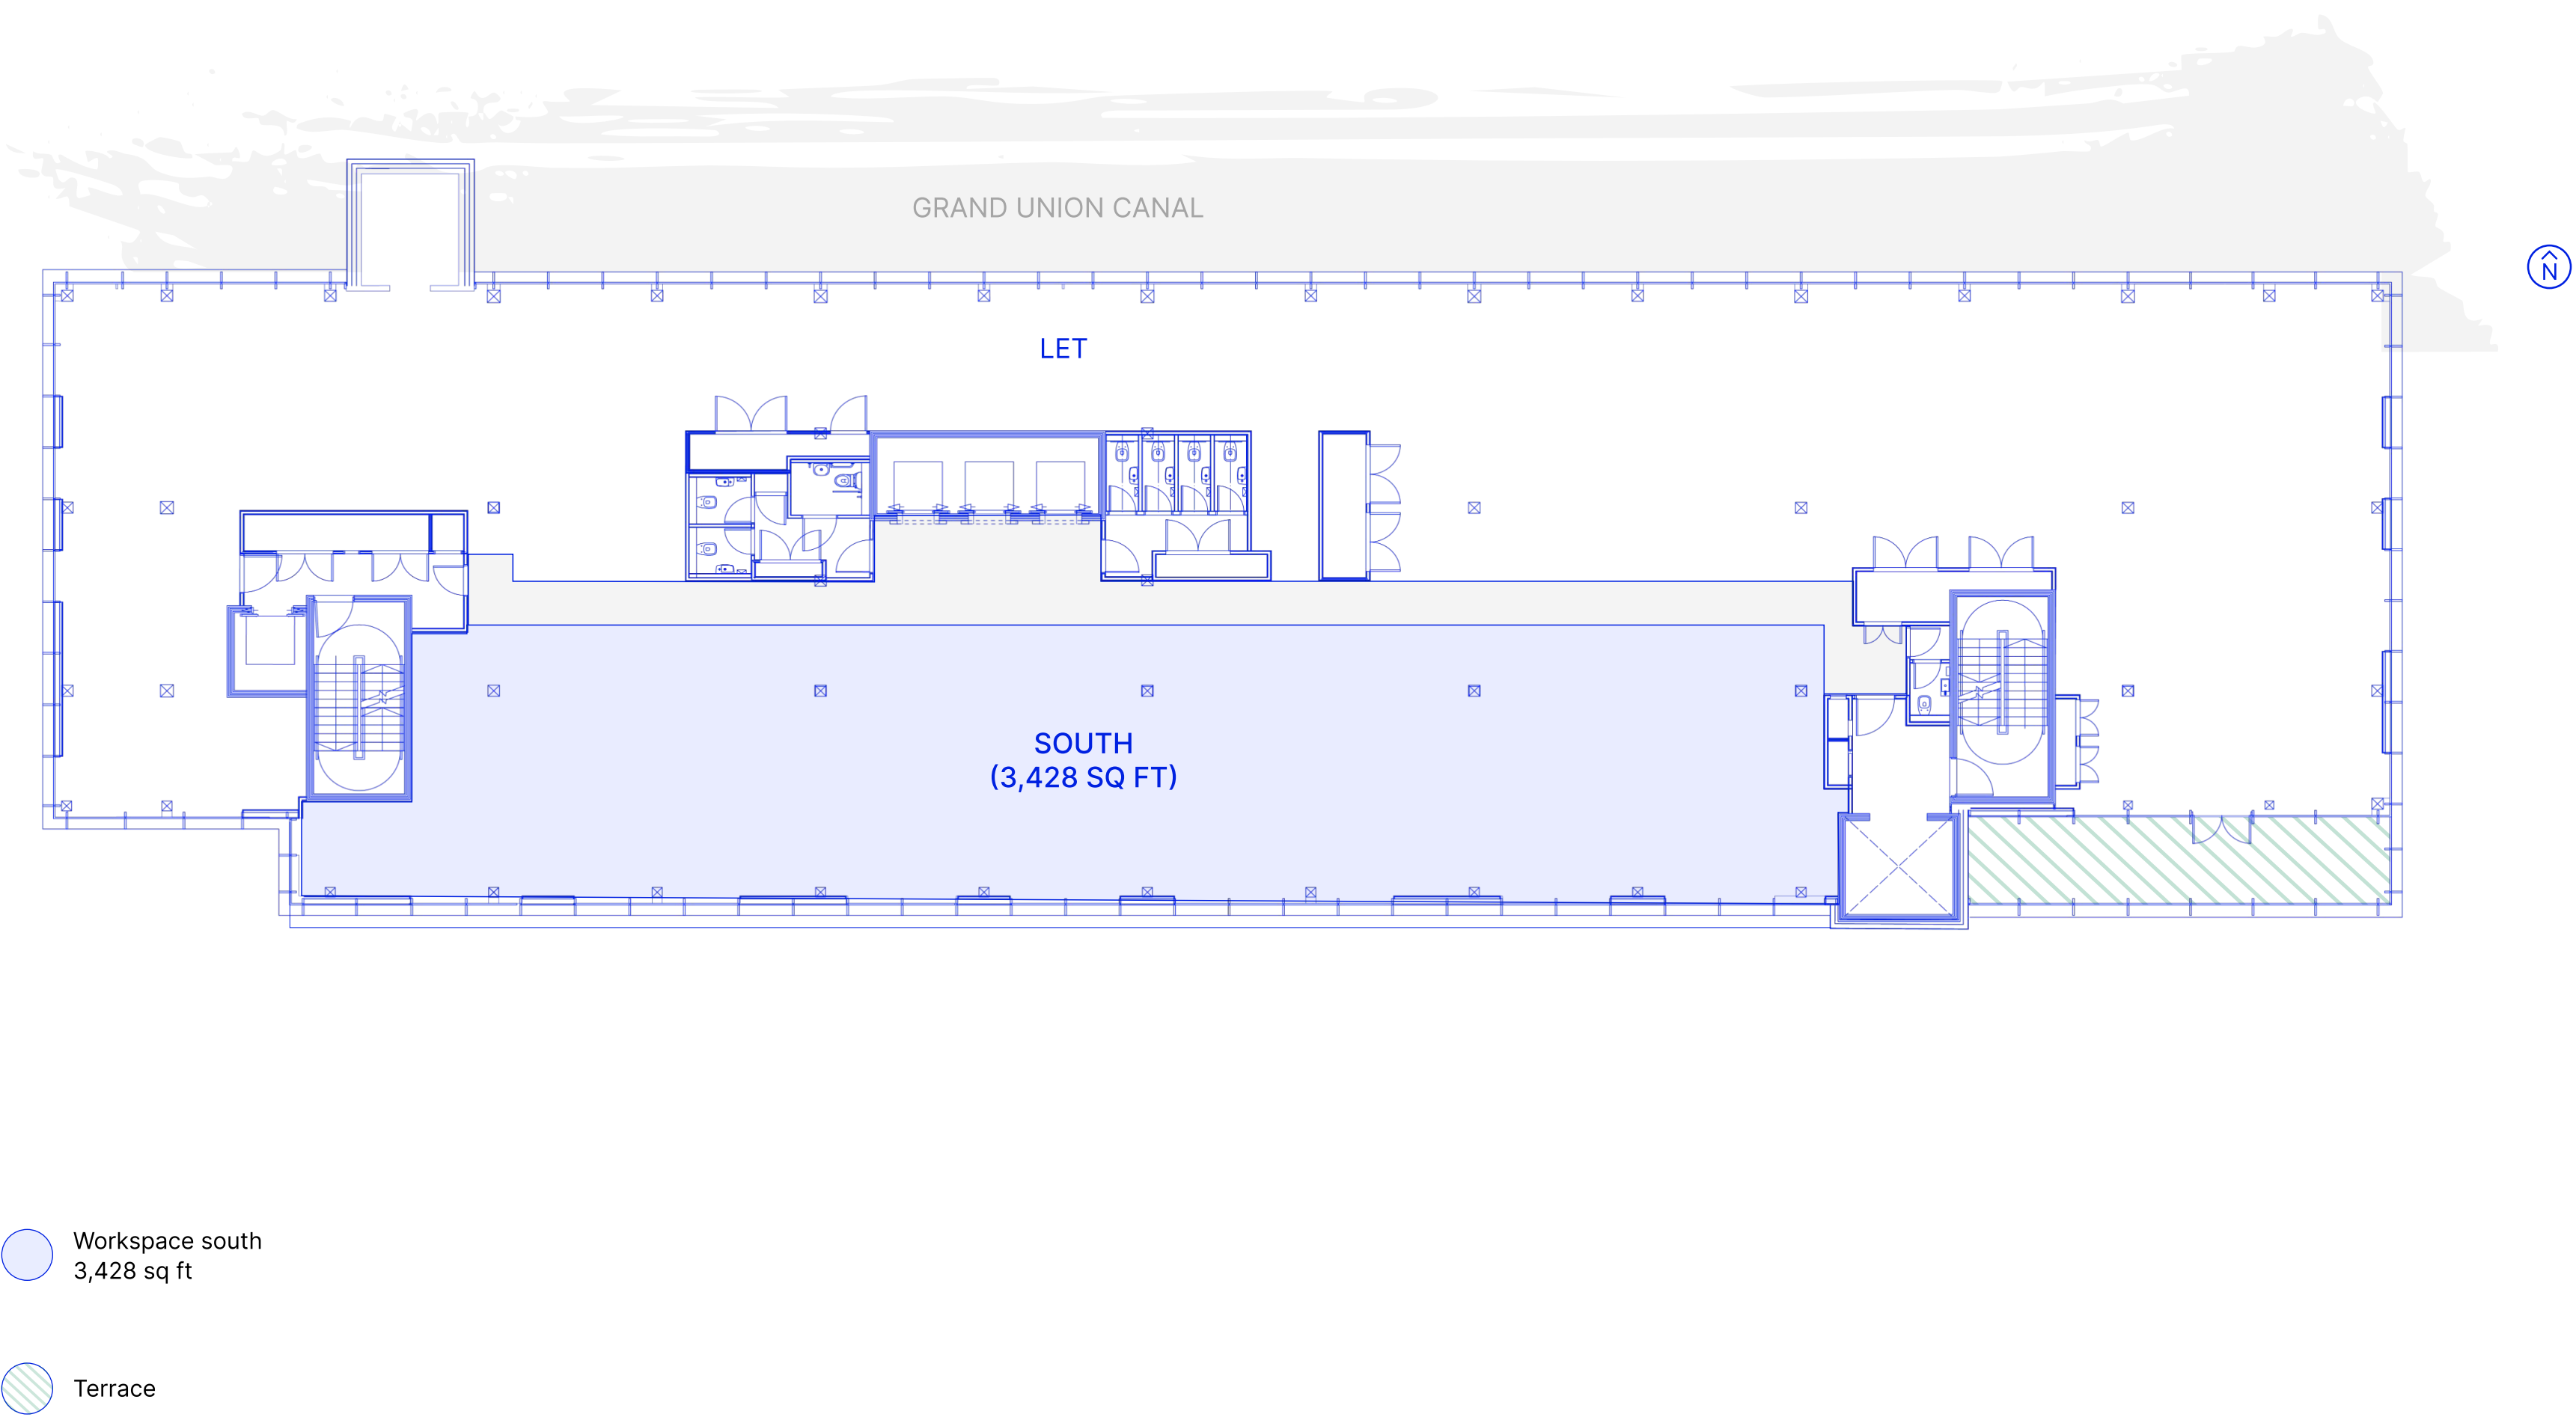 GRAND UNION CANAL
N
LET
SOUTH
(3,428 SQ FT)
Workspace south
3,428 sq ft
Terrace